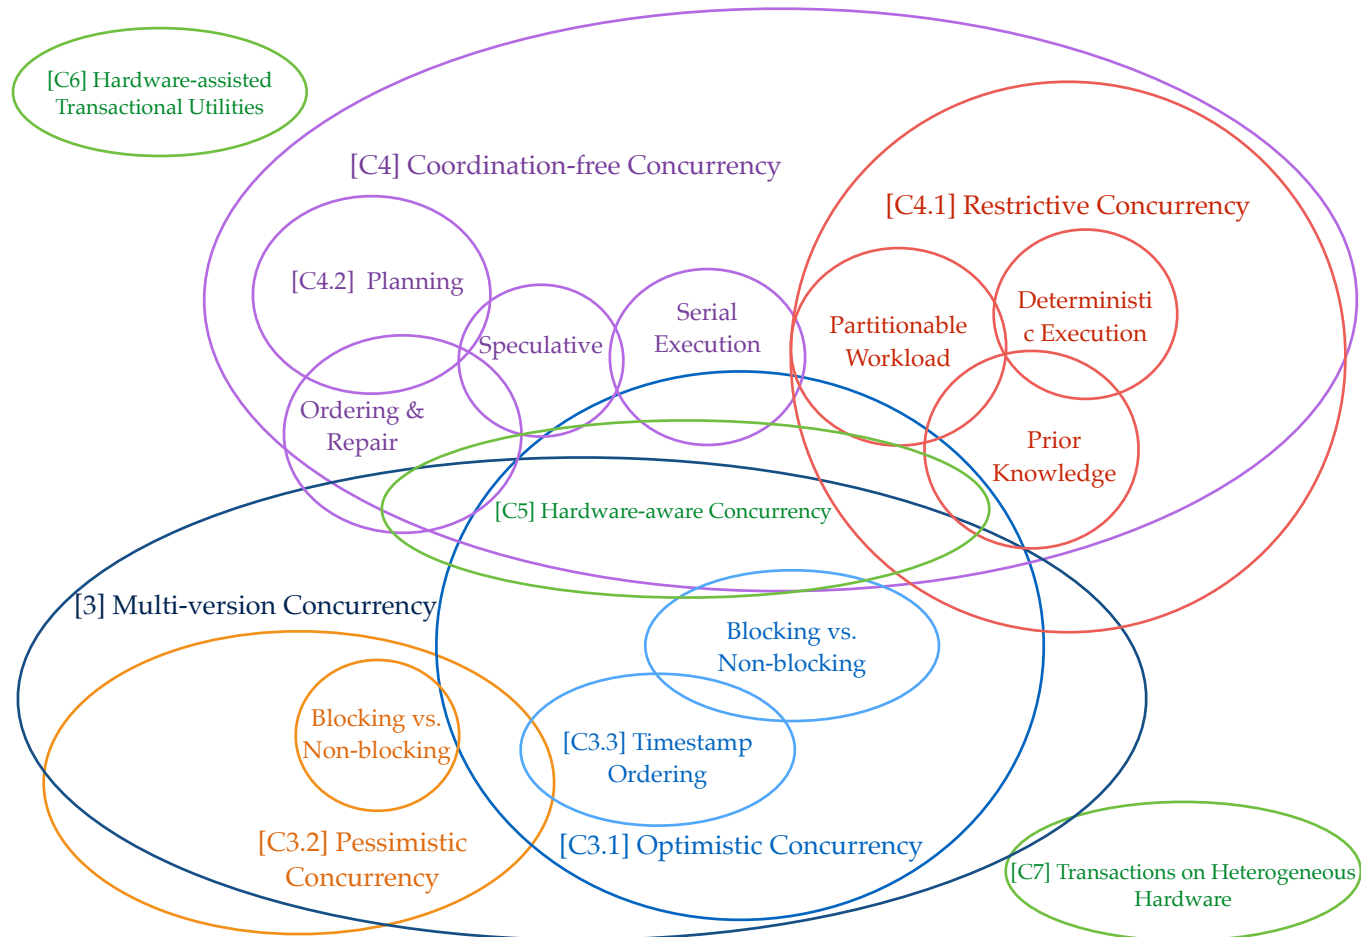 [C6] Hardware-assisted
Transactional Utilities
[C4] Coordination-free Concurrency
[C4.1] Restrictive Concurrency
[C4.2] Planning
Speculative
Serial
Execution
Partitionable
Workload
Deterministi
c Execution
Ordering &
Repair
Prior
Knowledge
[C5] Hardware-aware Concurrency
[3] Multi-version Concurrency
Blocking vs.
Non-blocking
Blocking vs.
Non-blocking
[C3.3] Timestamp
Ordering
[C3.2] Pessimistic
Concurrency
[C3.1] Optimistic Concurrency
[C7] Transactions on Heterogeneous
Hardware